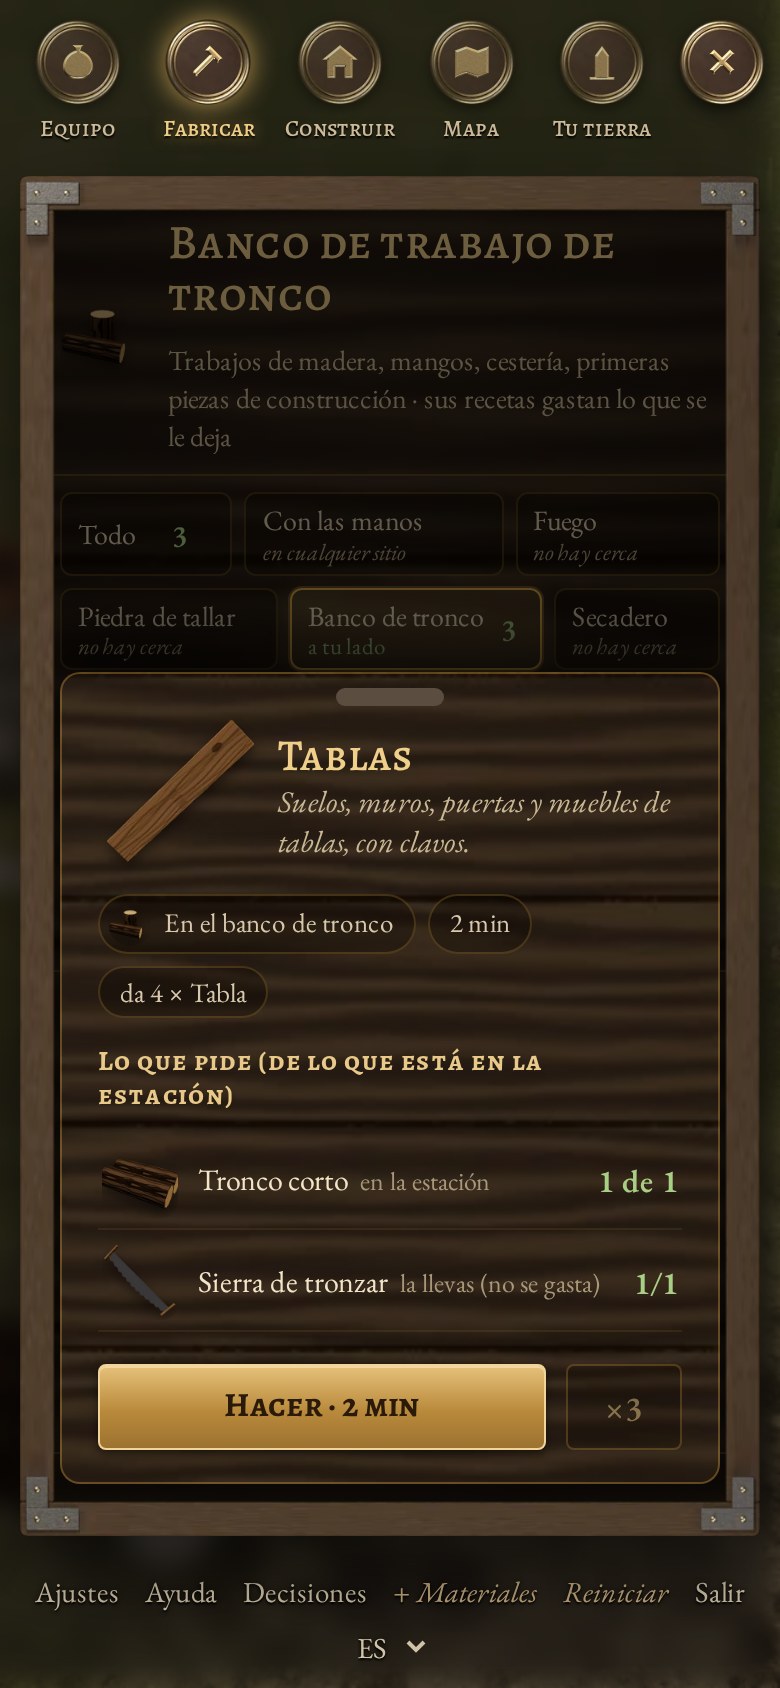 Equipo
Fabricar
Construir
Mapa
Tu tierra
Banco de trabajo de
tronco
Trabajos de madera, mangos, cestería, primeras
piezas de construcción · sus recetas gastan lo que se
le deja
Todo 3
Con las manos
en cualquier sitio
Fuego
no hay cerca
Piedra de tallar
no hay cerca
Banco de tronco 3
a tu lado
Secadero
no hay cerca
Tablas
Suelos, muros, puertas y muebles de
tablas, con clavos.
En el banco de tronco
2 min
da 4 × Tabla
Lo que pide (de lo que está en la
estación)
Tronco corto en la estación 1 de 1
Sierra de tronzar la llevas (no se gasta) 1/1
Hacer · 2 min
×3
Ajustes Ayuda Decisiones + Materiales Reiniciar Salir
ES